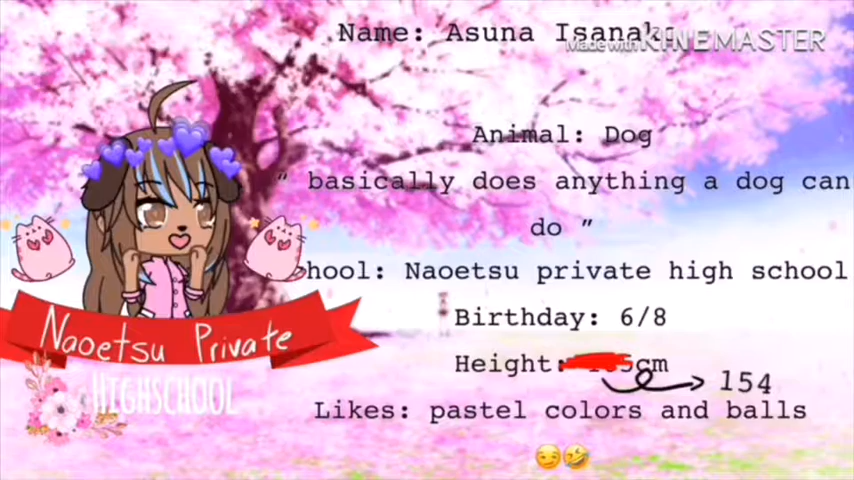 Name: Asuna Isanako
Made with KINEMASTER
Animal: Dog
“ basically does anything a dog can
do ”
hool: Naoetsu private high school
Birthday: 6/8
Height: cm
154
Likes: pastel colors and balls
Naoetsu Private
HIGHSCHOOL